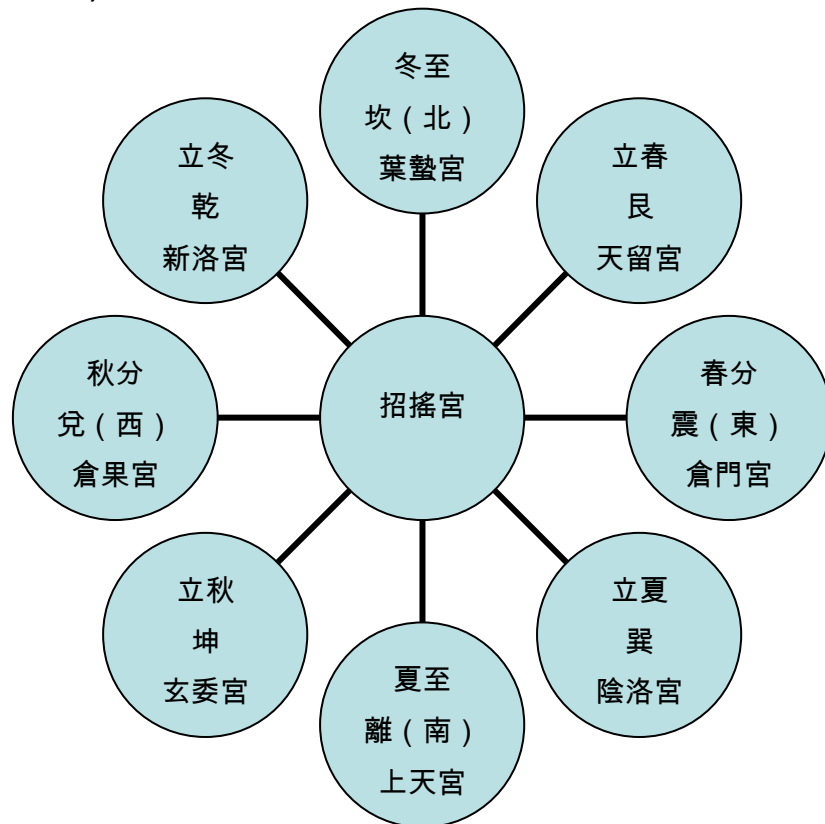 冬至
坎（北）
葉蟄宮
立冬
乾
新洛宮
立春
艮
天留宮
秋分
兌（西）
倉果宮
招搖宮
春分
震（東）
倉門宮
立秋
坤
玄委宮
立夏
巽
陰洛宮
夏至
離（南）
上天宮